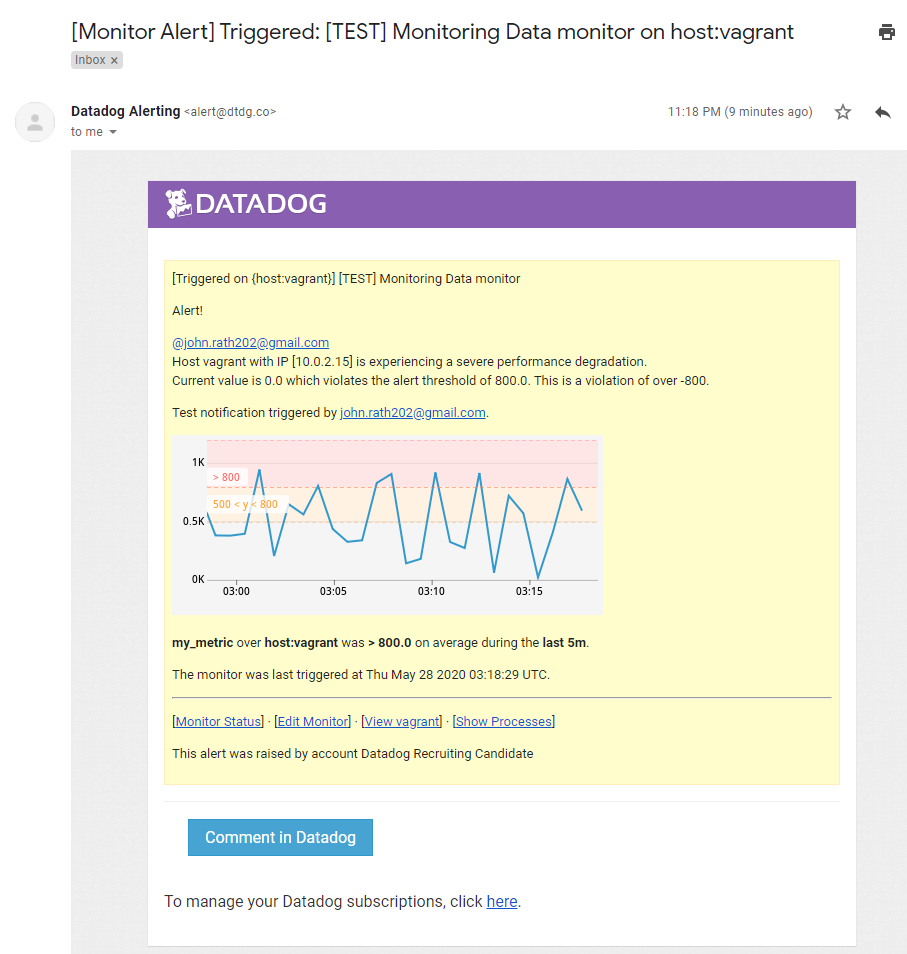 [Monitor Alert] Triggered: [TEST] Monitoring Data monitor on host:vagrant
Inbox ×
Datadog Alerting <alert@dtdg.co>
11:18 PM (9 minutes ago)
to me
DATADOG
[Triggered on {host:vagrant}] [TEST] Monitoring Data monitor
Alert!
@john.rath202@gmail.com
Host vagrant with IP [10.0.2.15] is experiencing a severe performance degradation.
Current value is 0.0 which violates the alert threshold of 800.0. This is a violation of over -800.
Test notification triggered by john.rath202@gmail.com.
1K
> 800
500 < y < 800
0.5K
0K
03:00 03:05 03:10 03:15
my_metric over host:vagrant was > 800.0 on average during the last 5m.
The monitor was last triggered at Thu May 28 2020 03:18:29 UTC.
[Monitor Status] · [Edit Monitor] · [View vagrant] · [Show Processes]
This alert was raised by account Datadog Recruiting Candidate
Comment in Datadog
To manage your Datadog subscriptions, click here.